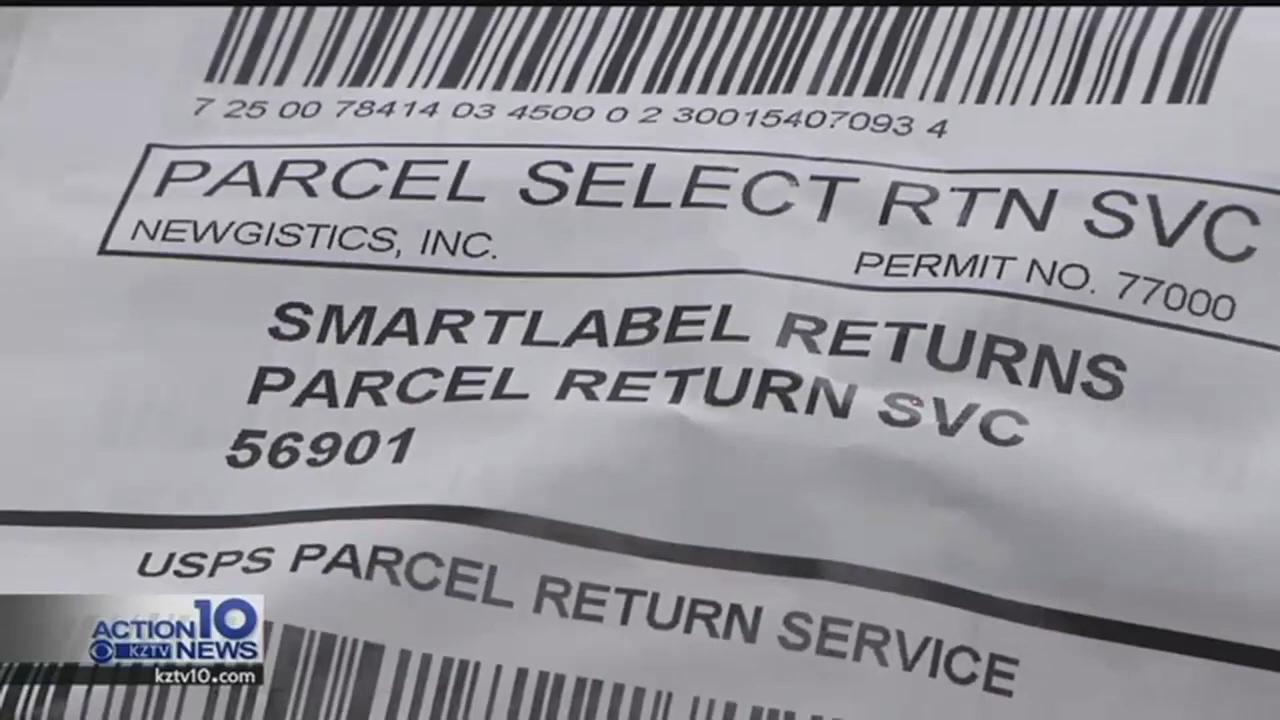 7 25 00 78414 03 4500 0 2 30015407093 4
PARCEL SELECT RTN SVC
NEWGISTICS, INC.
PERMIT NO. 77000
SMARTLABEL RETURNS
PARCEL RETURN SVC
56901
USPS PARCEL RETURN SERVICE
ACTION 10
KZTV NEWS
kztv10.com